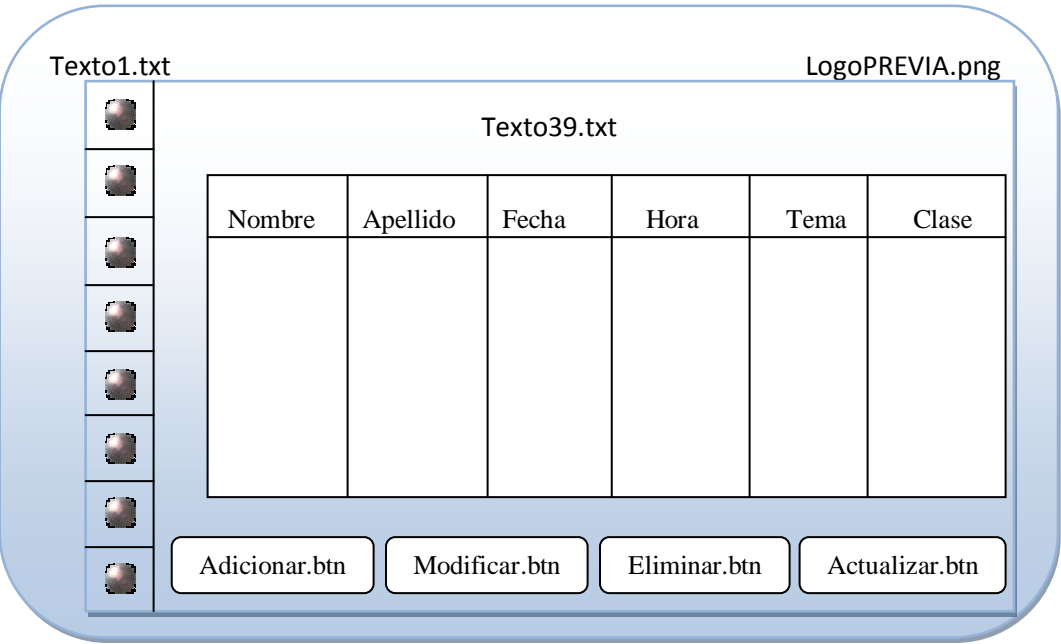 Texto1.txt LogoPREVIA.png
Texto39.txt
Nombre Apellido Fecha Hora Tema Clase
Adicionar.btn Modificar.btn Eliminar.btn Actualizar.btn